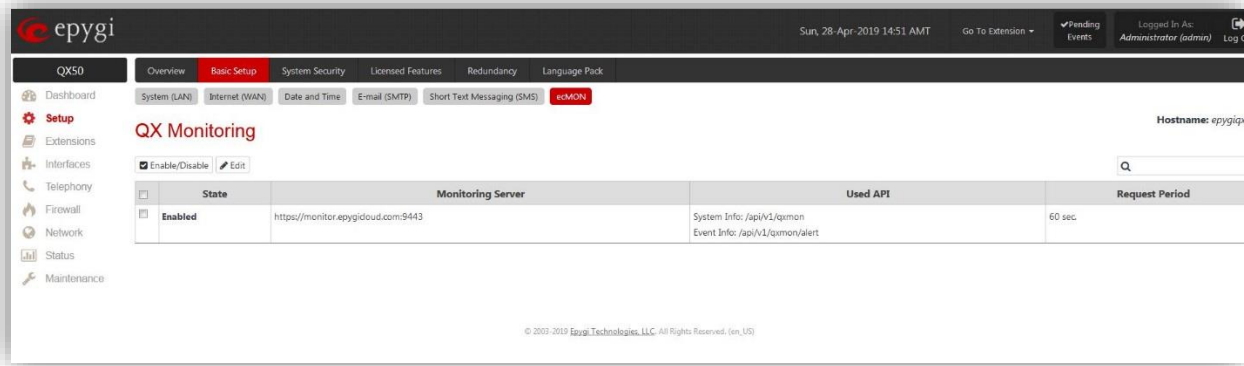 epygi
Sun, 28-Apr-2019 14:51 AMT
Go To Extension
Pending Events
Logged In As:
Administrator (admin)
Log O
QX50
Overview
Basic Setup
System Security
Licensed Features
Redundancy
Language Pack
Dashboard
Setup
Extensions
Interfaces
Telephony
Firewall
Network
Status
Maintenance
System (LAN)
Internet (WAN)
Date and Time
E-mail (SMTP)
Short Text Messaging (SMS)
ecMON
Hostname: epygiqx
QX Monitoring
Enable/Disable
Edit
State
Monitoring Server
Used API
Request Period
Enabled
https://monitor.epygicloud.com:9443
System Info: /api/v1/qxmon
Event Info: /api/v1/qxmon/alert
60 sec.
© 2003-2019 Epygi Technologies, LLC. All Rights Reserved. (en_US)